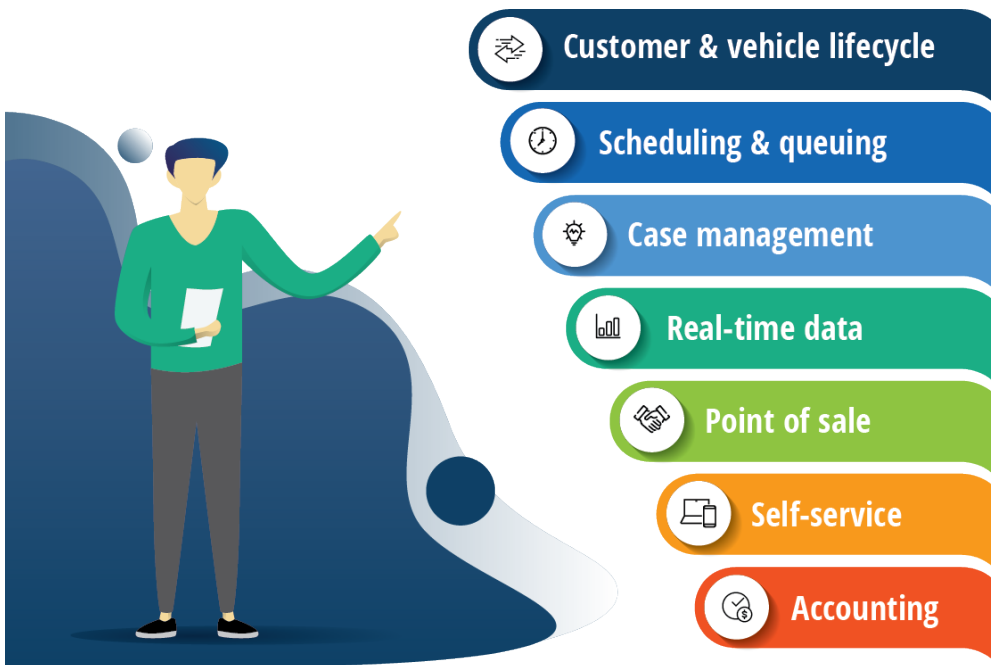 Customer & vehicle lifecycle
Scheduling & queuing
Case management
Real-time data
Point of sale
Self-service
$
Accounting